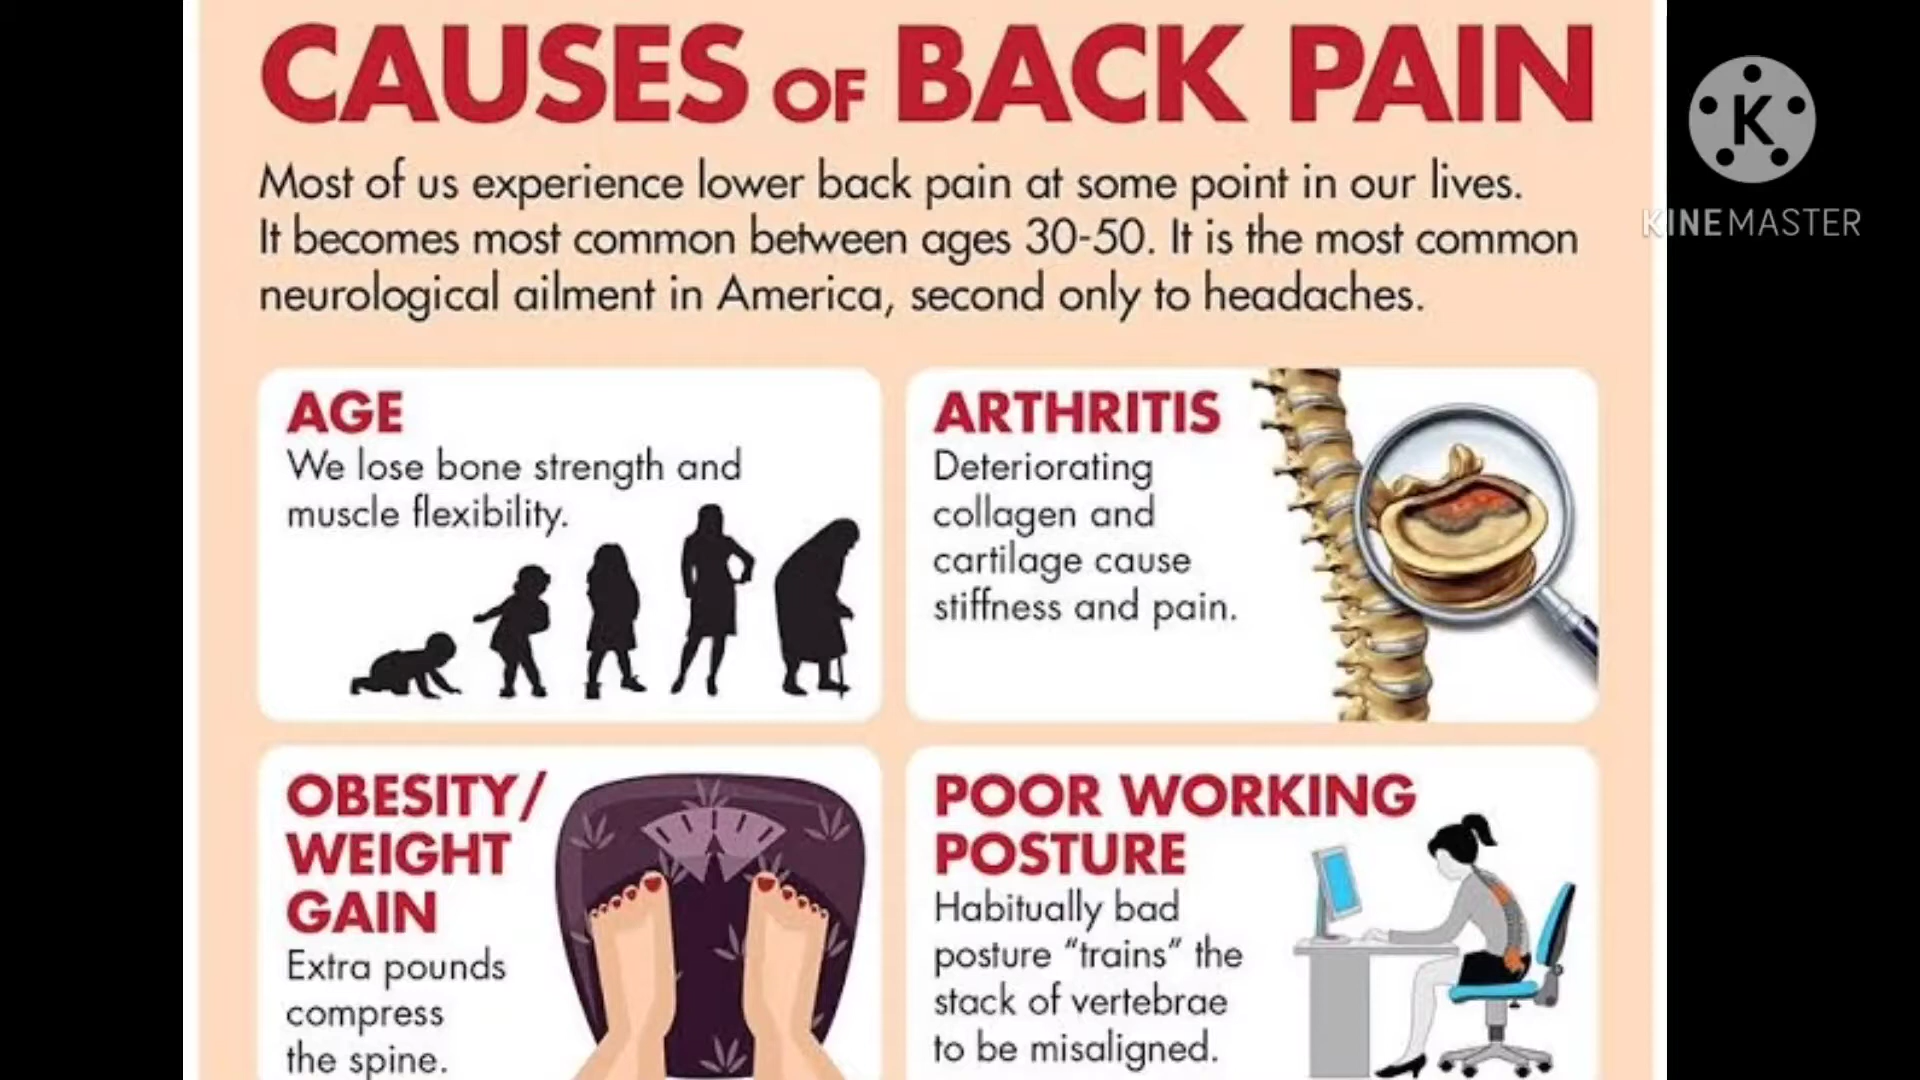 CAUSES OF BACK PAIN
Most of us experience lower back pain at some point in our lives.
It becomes most common between ages 30-50. It is the most common
neurological ailment in America, second only to headaches.
AGE
We lose bone strength and
muscle flexibility.
ARTHRITIS
Deteriorating
collagen and
cartilage cause
stiffness and pain.
OBESITY/
WEIGHT
GAIN
Extra pounds
compress
the spine.
POOR WORKING
POSTURE
Habitually bad
posture “trains” the
stack of vertebrae
to be misaligned.
K
KINEMASTER